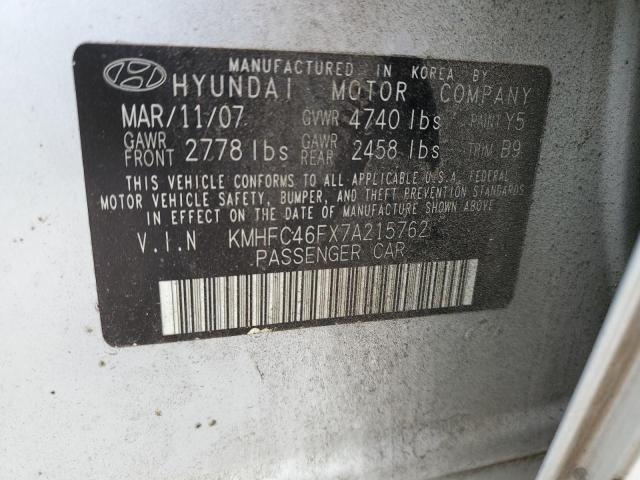 MANUFACTURED IN KOREA BY
HYUNDAI MOTOR COMPANY
MAR/11/07 GVWR 4740 lbs PAINT Y5
GAWR FRONT 2778 lbs GAWR REAR 2458 lbs TRIM B9
THIS VEHICLE CONFORMS TO ALL APPLICABLE U.S.A. FEDERAL
MOTOR VEHICLE SAFETY, BUMPER, AND THEFT PREVENTION STANDARDS
IN EFFECT ON THE DATE OF MANUFACTURE SHOWN ABOVE.
V.I.N KMHFC46FX7A215762
PASSENGER CAR